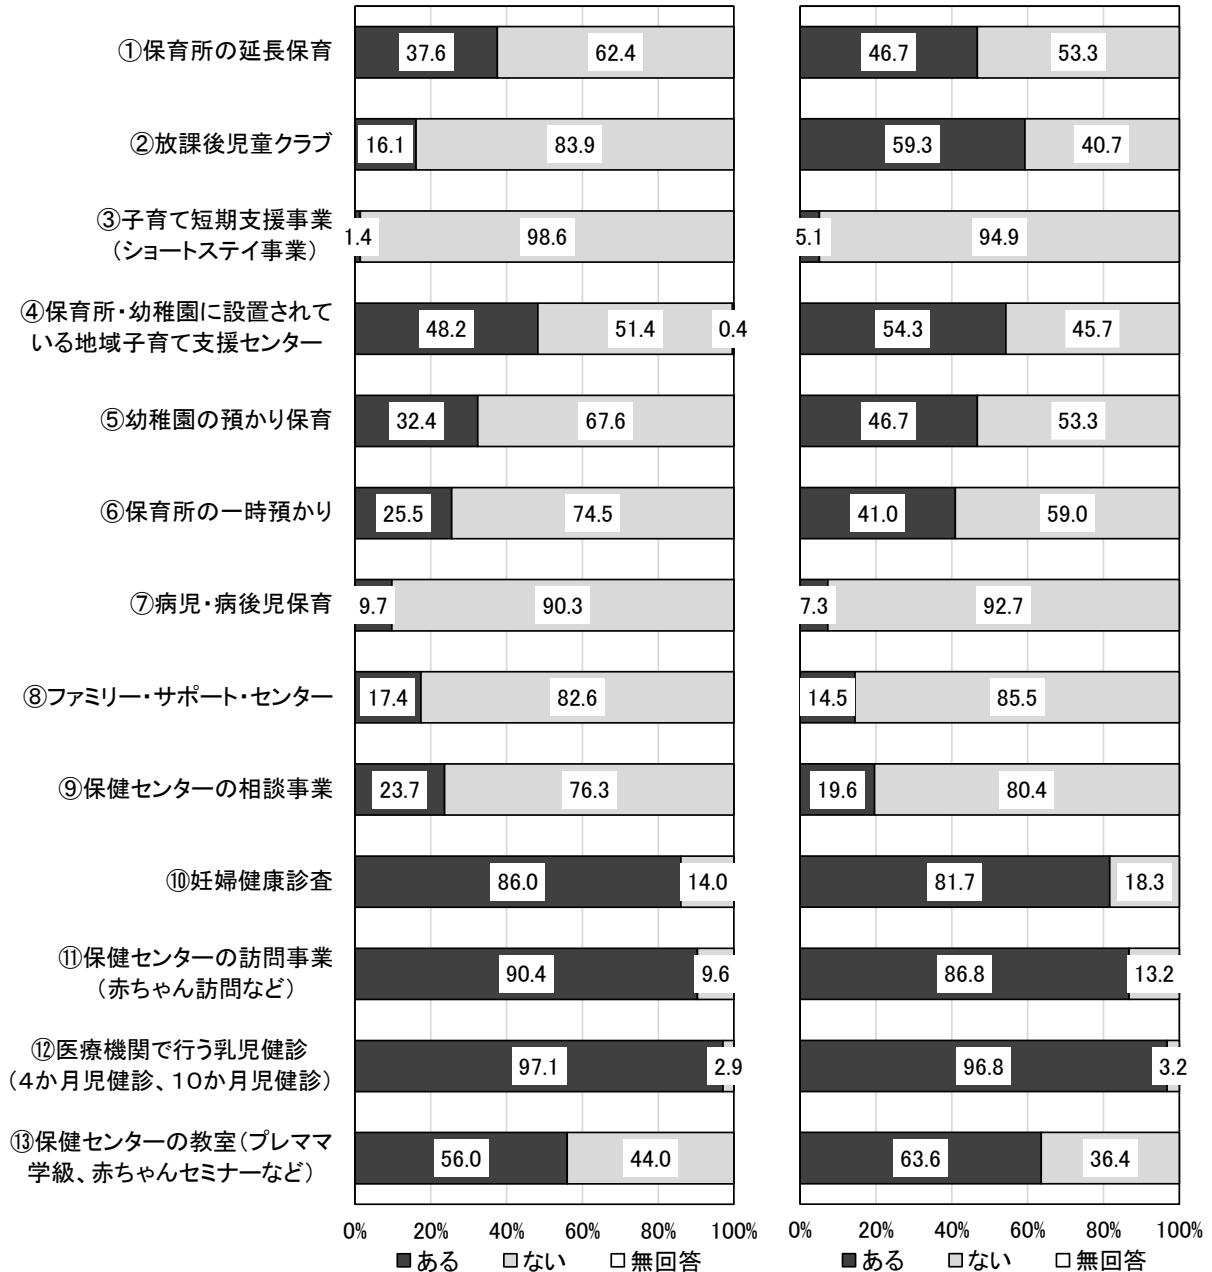 ①保育所の延長保育
37.6 62.4 46.7 53.3
②放課後児童クラブ
16.1 83.9 59.3 40.7
③子育て短期支援事業
（ショートステイ事業）
1.4 98.6 5.1 94.9
④保育所・幼稚園に設置されて
いる地域子育て支援センター
48.2 51.4 0.4 54.3 45.7
⑤幼稚園の預かり保育
32.4 67.6 46.7 53.3
⑥保育所の一時預かり
25.5 74.5 41.0 59.0
⑦病児・病後児保育
9.7 90.3 7.3 92.7
⑧ファミリー・サポート・センター
17.4 82.6 14.5 85.5
⑨保健センターの相談事業
23.7 76.3 19.6 80.4
⑩妊婦健康診査
86.0 14.0 81.7 18.3
⑪保健センターの訪問事業
（赤ちゃん訪問など）
90.4 9.6 86.8 13.2
⑫医療機関で行う乳児健診
（４か月児健診、１０か月児健診）
97.1 2.9 96.8 3.2
⑬保健センターの教室（プレママ
学級、赤ちゃんセミナーなど）
56.0 44.0 63.6 36.4
0% 20% 40% 60% 80% 100% 0% 20% 40% 60% 80% 100%
ある ない 無回答 ある ない 無回答